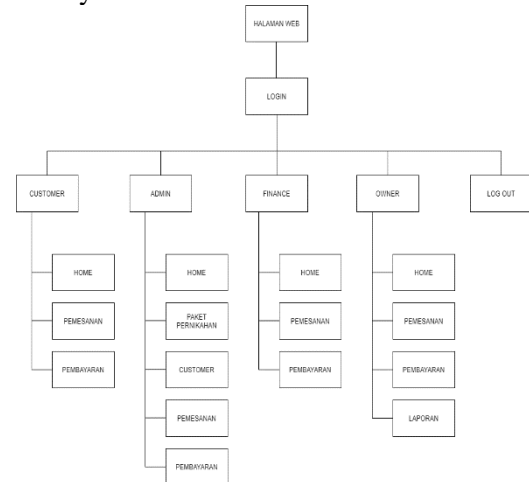 HALAMAN WEB
LOGIN
CUSTOMER
ADMIN
FINANCE
OWNER
LOG OUT
HOME
PEMESANAN
PEMBAYARAN
HOME
PAKET
PERNIKAHAN
CUSTOMER
PEMESANAN
PEMBAYARAN
HOME
PEMESANAN
PEMBAYARAN
HOME
PEMESANAN
PEMBAYARAN
LAPORAN